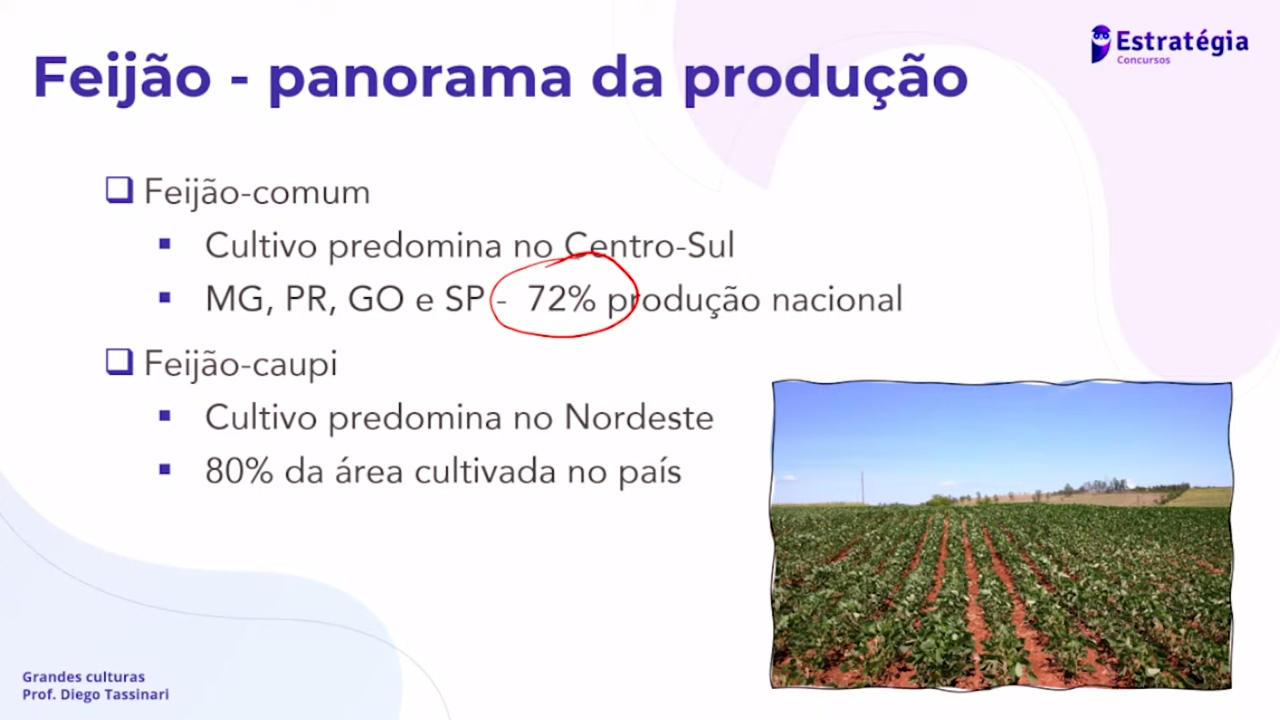 Estratégia
Concursos
Feijão - panorama da produção
Feijão-comum
Cultivo predomina no Centro-Sul
MG, PR, GO e SP - 72% produção nacional
Feijão-caupi
Cultivo predomina no Nordeste
80% da área cultivada no país
Grandes culturas
Prof. Diego Tassinari